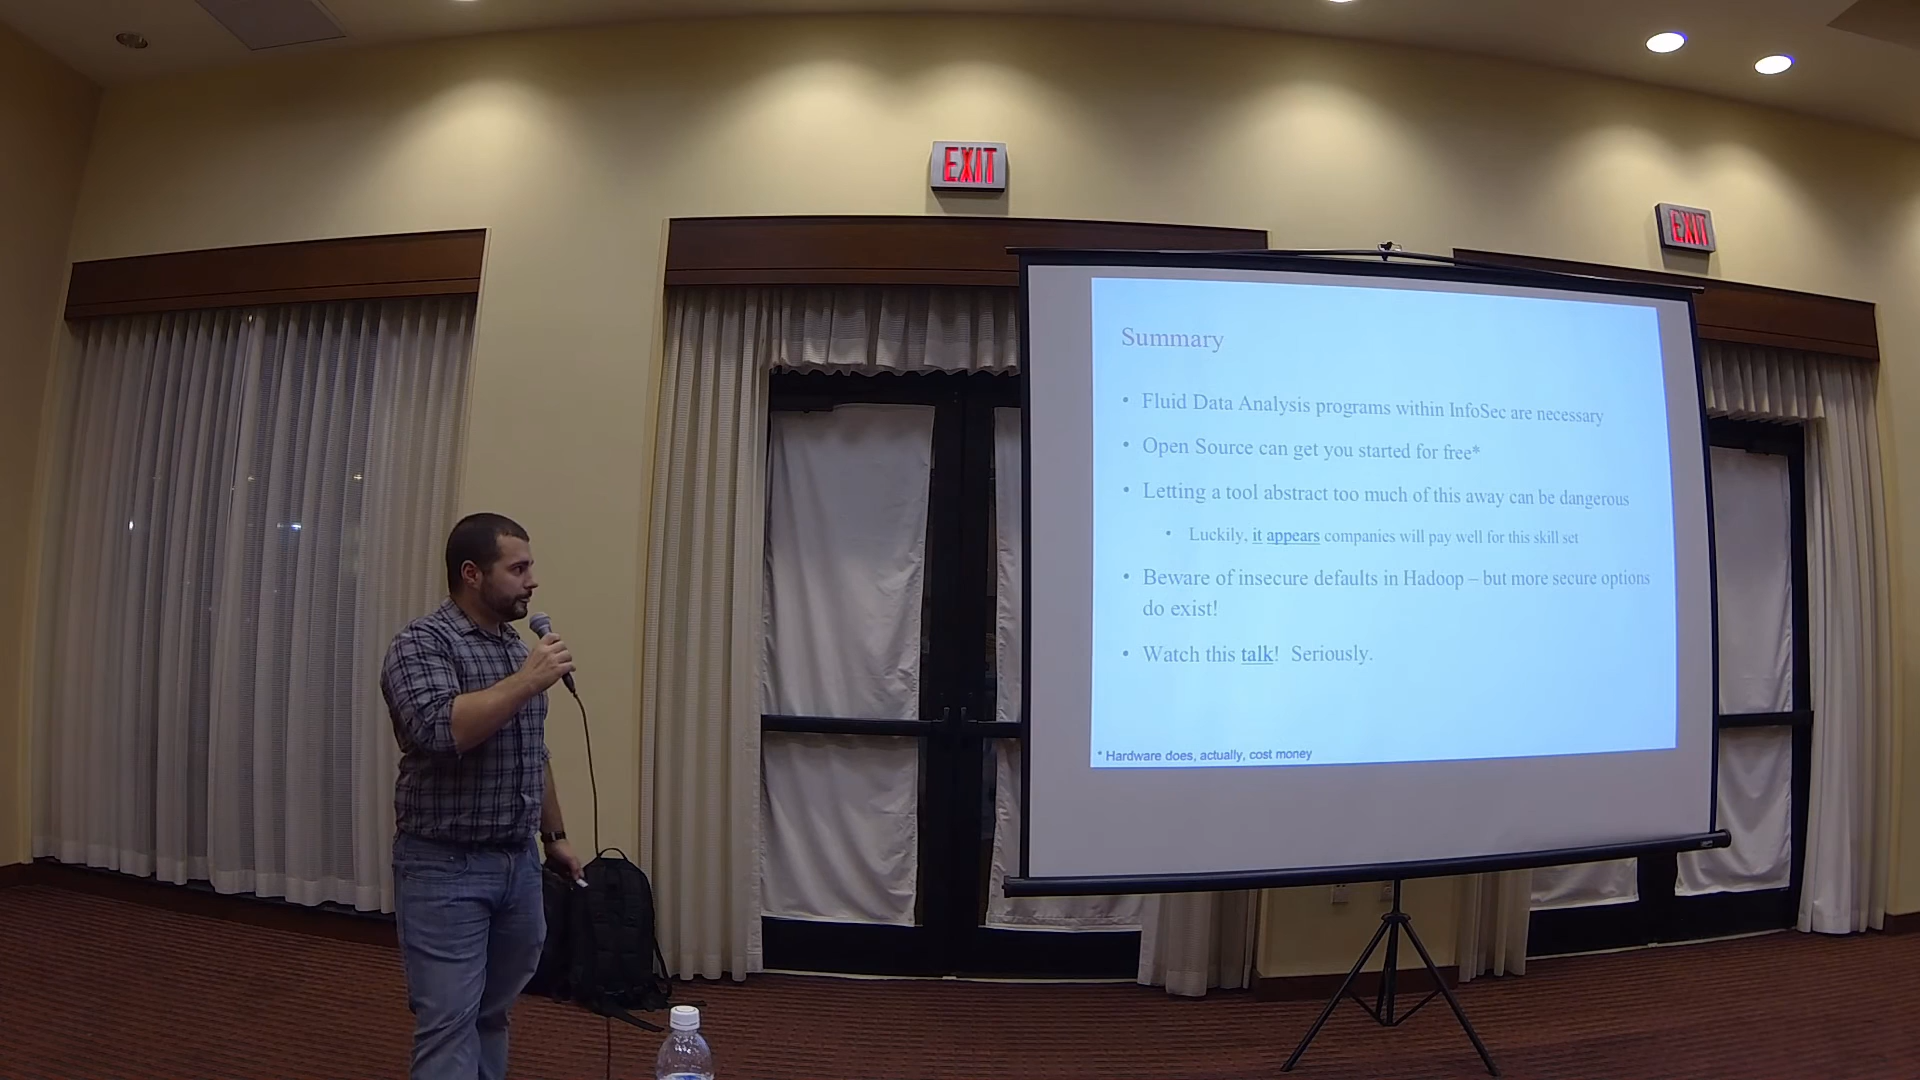 EXIT
EXIT
Summary
• Fluid Data Analysis programs within InfoSec are necessary
• Open Source can get you started for free*
• Letting a tool abstract too much of this away can be dangerous
• Luckily, it appears companies will pay well for this skill set
• Beware of insecure defaults in Hadoop – but more secure options
do exist!
• Watch this talk! Seriously.
* Hardware does, actually, cost money